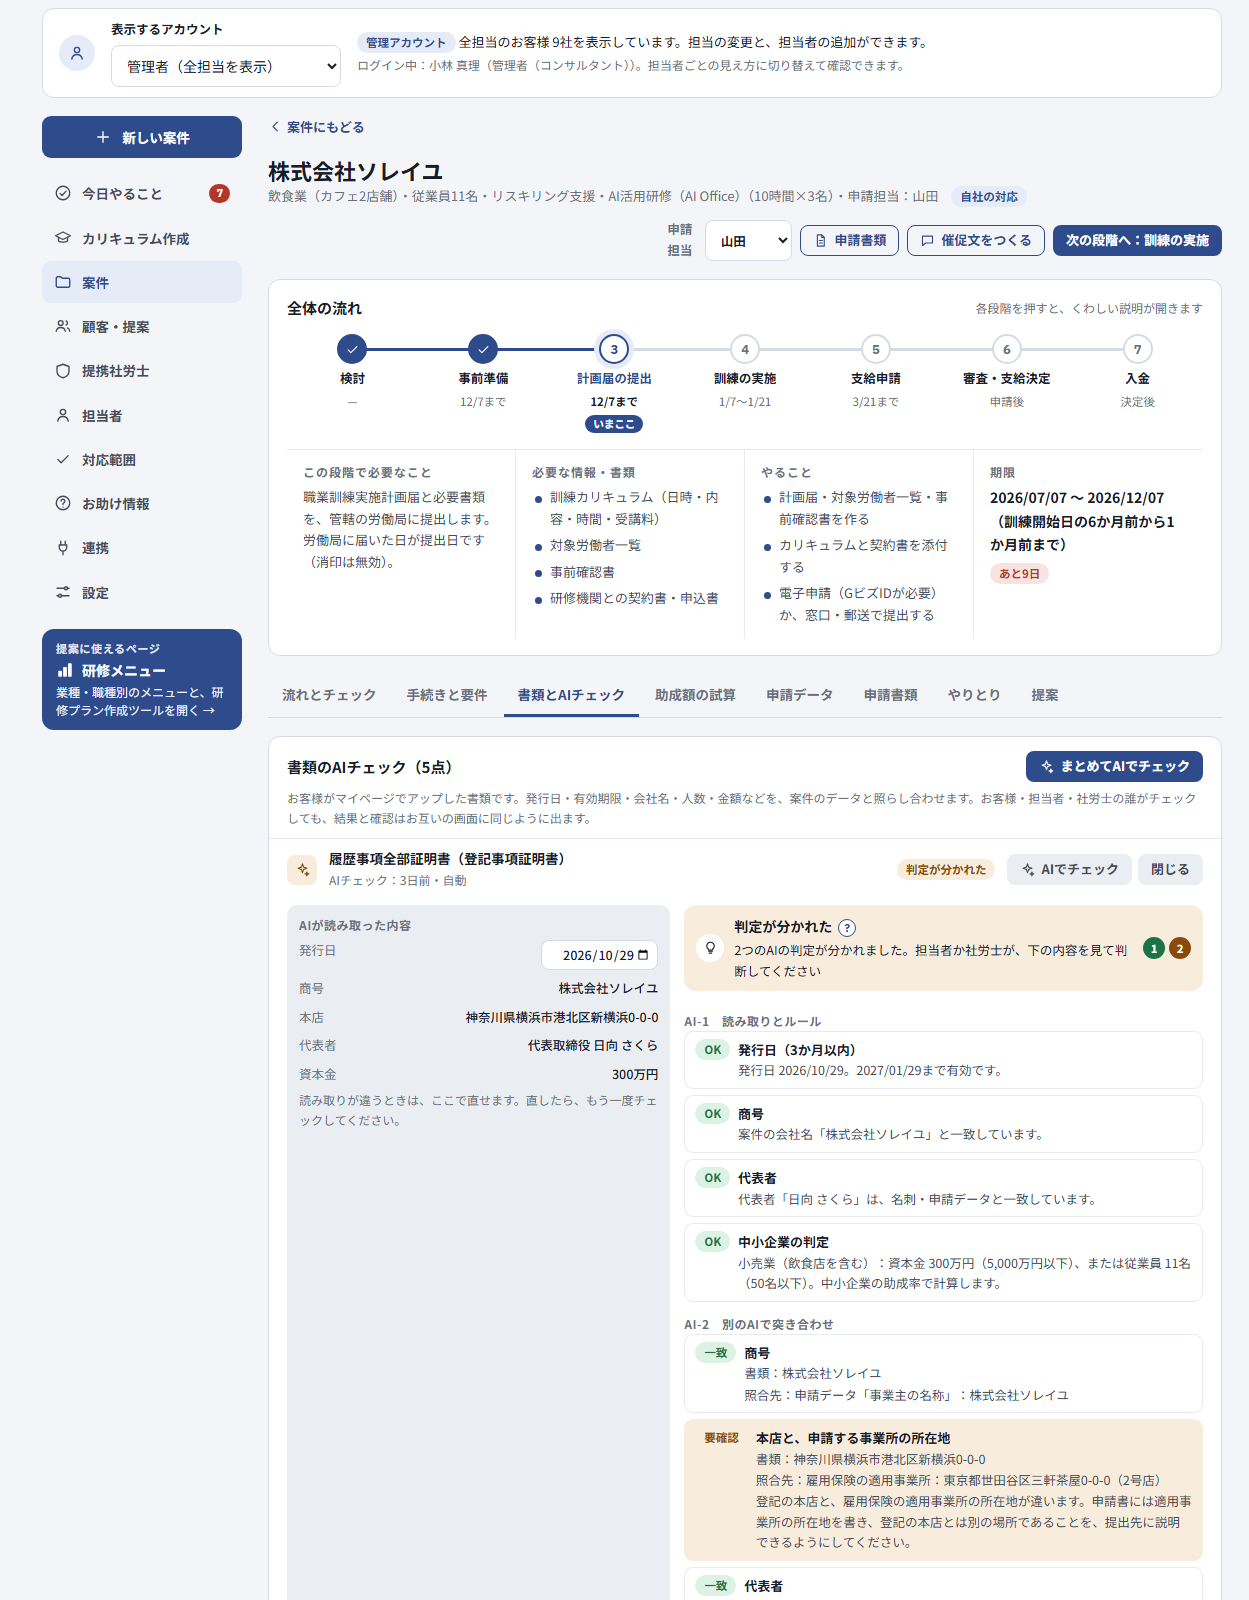 表示するアカウント
管理者（全担当を表示）
管理アカウント 全担当のお客様 9社を表示しています。担当の変更と、担当者の追加ができます。
ログイン中：小林 真理（管理者（コンサルタント））。担当者ごとの見え方に切り替えて確認できます。
新しい案件
今日やること 7
カリキュラム作成
案件
顧客・提案
提携社労士
担当者
対応範囲
お助け情報
連携
設定
提案に使えるページ
研修メニュー
業種・職種別のメニューと、研
修プラン作成ツールを開く →
案件にもどる
株式会社ソレイユ
飲食業（カフェ2店舗）・従業員11名・リスキリング支援・AI活用研修（AI Office）（10時間×3名）・申請担当：山田 自社の対応
申請
担当
山田
申請書類
催促文をつくる
次の段階へ：訓練の実施
全体の流れ
各段階を押すと、くわしい説明が開きます
検討
—
事前準備
12/7まで
3
計画届の提出
12/7まで
いまここ
4
訓練の実施
1/7〜1/21
5
支給申請
3/21まで
6
審査・支給決定
申請後
7
入金
決定後
この段階で必要なこと
職業訓練実施計画届と必要書類
を、管轄の労働局に提出します。
労働局に届いた日が提出日です
（消印は無効）。
必要な情報・書類
訓練カリキュラム（日時・内
容・時間・受講料）
対象労働者一覧
事前確認書
研修機関との契約書・申込書
やること
計画届・対象労働者一覧・事
前確認書を作る
カリキュラムと契約書を添付
する
電子申請（GビズIDが必要）
か、窓口・郵送で提出する
期限
2026/07/07 〜 2026/12/07
（訓練開始日の6か月前から1
か月前まで）
あと9日
流れとチェック
手続きと要件
書類とAIチェック
助成額の試算
申請データ
申請書類
やりとり
提案
書類のAIチェック（5点）
まとめてAIでチェック
お客様がマイページでアップした書類です。発行日・有効期限・会社名・人数・金額などを、案件のデータと照らし合わせます。お客様・担当者・社労士の誰がチェック
しても、結果と確認はお互いの画面に同じように出ます。
履歴事項全部証明書（登記事項証明書）
AIチェック：3日前・自動
判定が分かれた
AIでチェック
閉じる
AIが読み取った内容
発行日 2026/10/29
商号 株式会社ソレイユ
本店 神奈川県横浜市港北区新横浜0-0-0
代表者 代表取締役 日向 さくら
資本金 300万円
読み取りが違うときは、ここで直せます。直したら、もう一度チェ
ックしてください。
判定が分かれた ?
2つのAIの判定が分かれました。担当者か社労士が、下の内容を見て判
断してください
1 2
AI-1 読み取りとルール
OK 発行日（3か月以内）
発行日 2026/10/29。2027/01/29まで有効です。
OK 商号
案件の会社名「株式会社ソレイユ」と一致しています。
OK 代表者
代表者「日向 さくら」は、名刺・申請データと一致しています。
OK 中小企業の判定
小売業（飲食店を含む）：資本金 300万円（5,000万円以下）、または従業員 11名
（50名以下）。中小企業の助成率で計算します。
AI-2 別のAIで突き合わせ
一致 商号
書類：株式会社ソレイユ
照合先：申請データ「事業主の名称」：株式会社ソレイユ
要確認 本店と、申請する事業所の所在地
書類：神奈川県横浜市港北区新横浜0-0-0
照合先：雇用保険の適用事業所：東京都世田谷区三軒茶屋0-0-0（2号店）
登記の本店と、雇用保険の適用事業所の所在地が違います。申請書には適用事
業所の所在地を書き、登記の本店とは別の場所であることを、提出先に説明
できるようにしてください。
一致 代表者